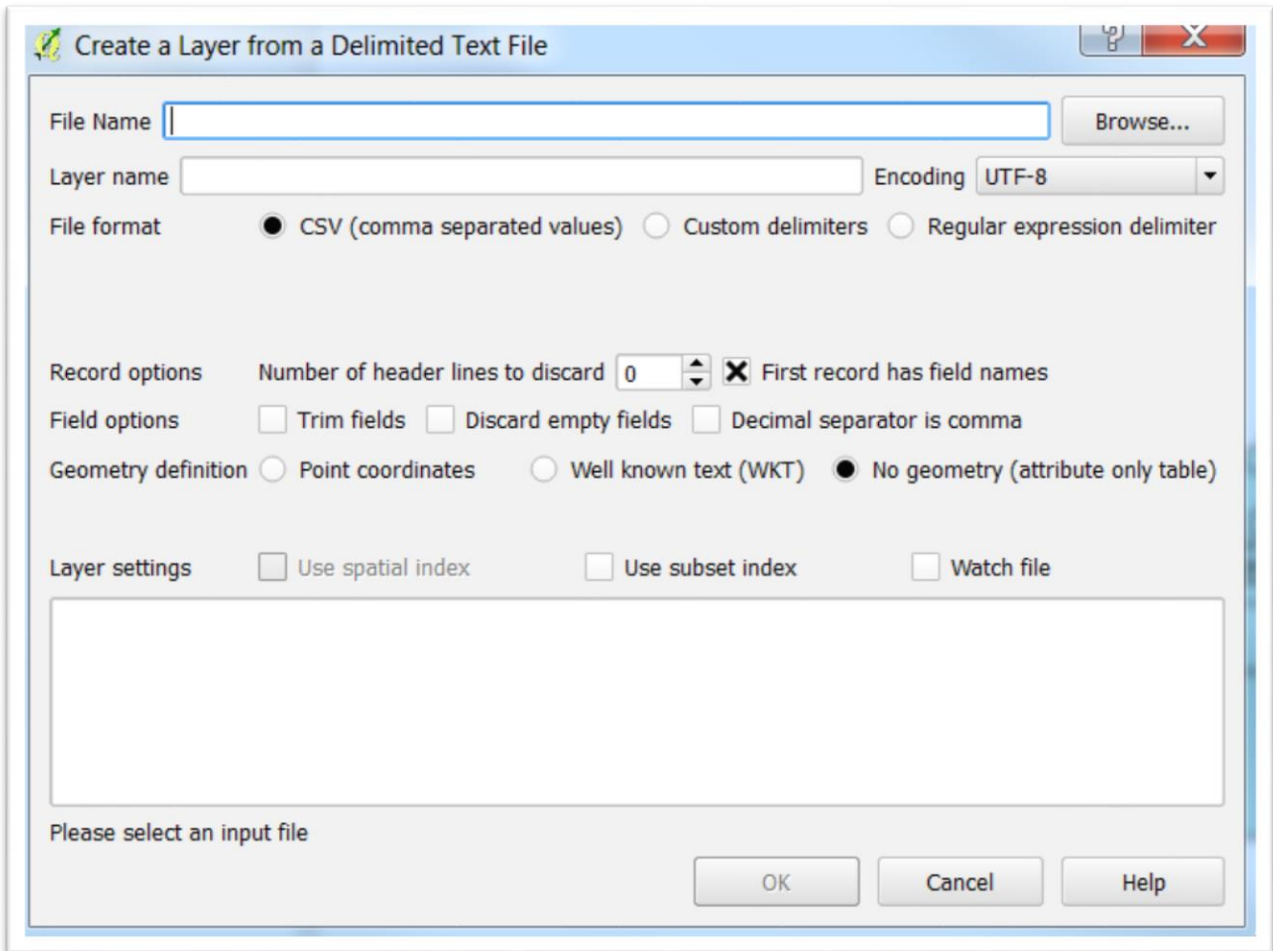 Create a Layer from a Delimited Text File
File Name Browse...
Layer name Encoding UTF-8
File format CSV (comma separated values) Custom delimiters Regular expression delimiter
Record options Number of header lines to discard 0 First record has field names
Field options Trim fields Discard empty fields Decimal separator is comma
Geometry definition Point coordinates Well known text (WKT) No geometry (attribute only table)
Layer settings Use spatial index Use subset index Watch file
Please select an input file
OK Cancel Help